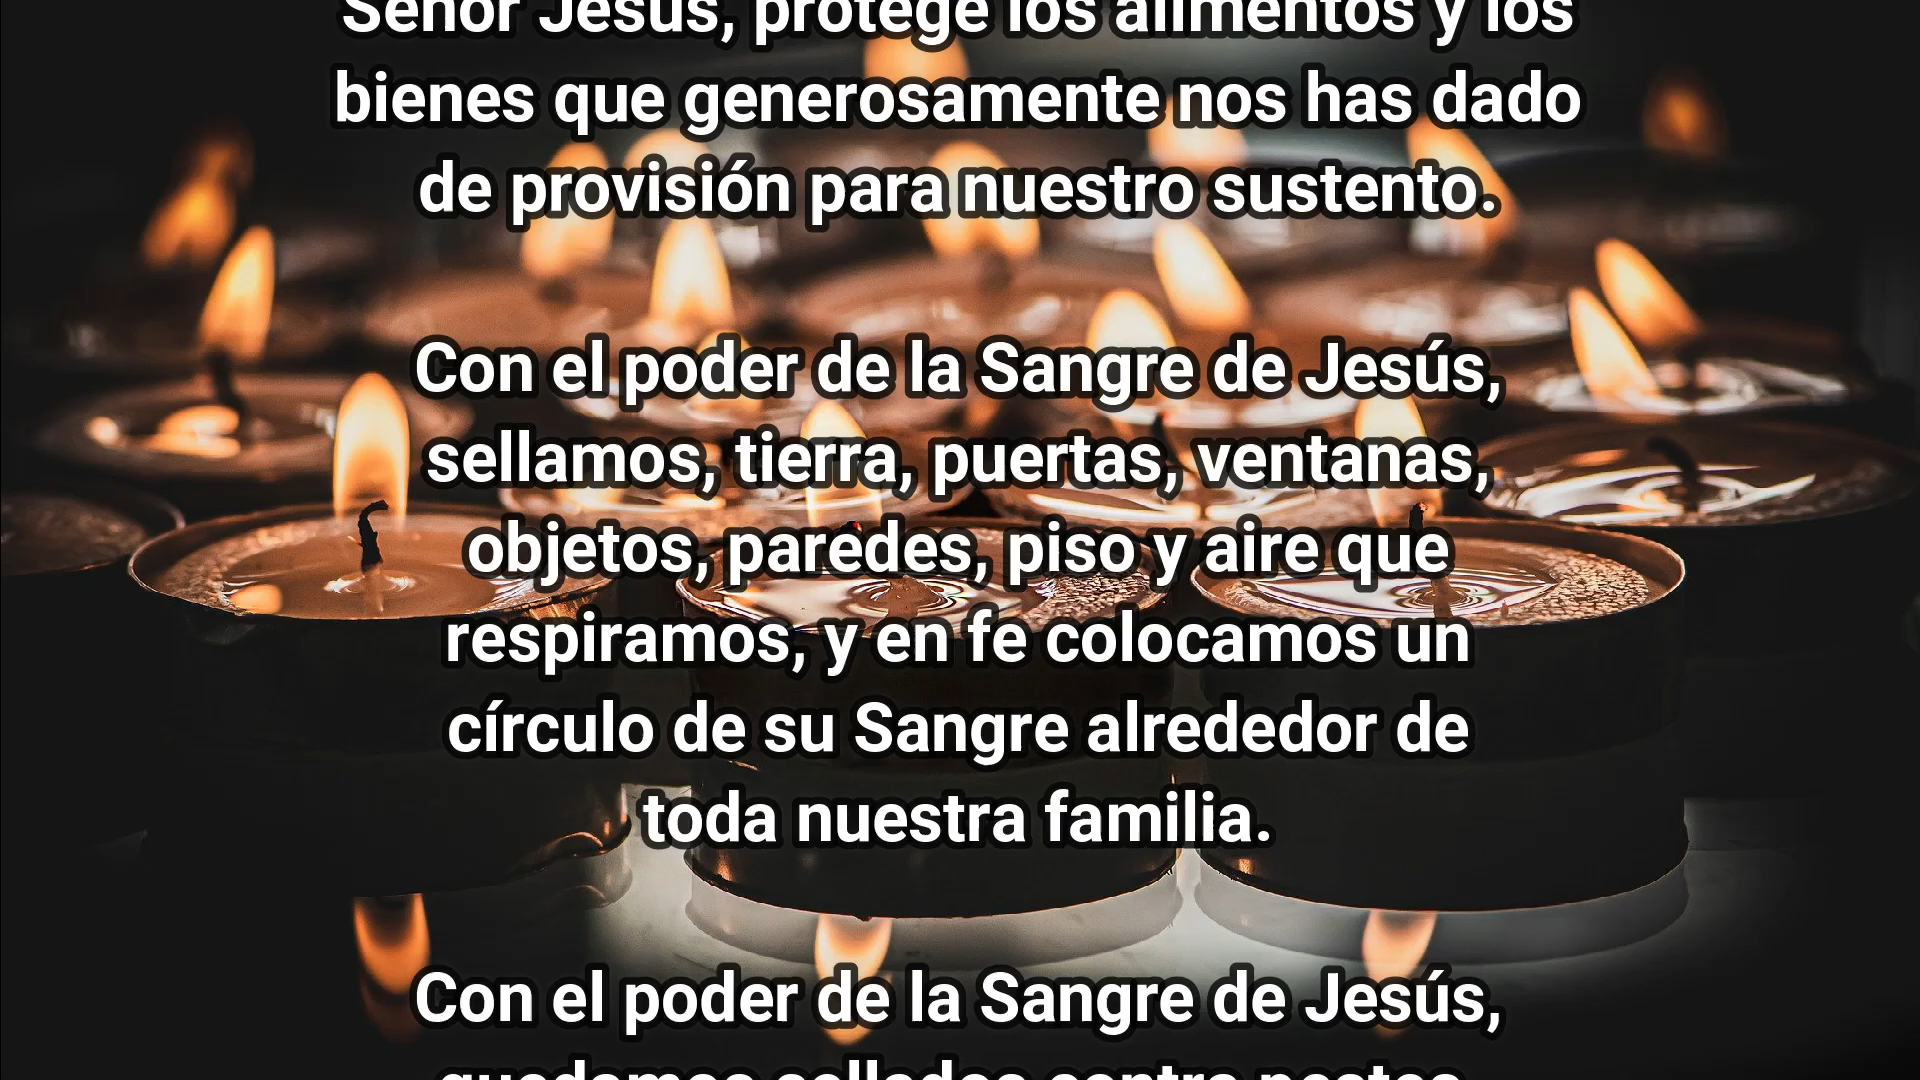 Señor Jesús, protege los alimentos y los
bienes que generosamente nos has dado
de provisión para nuestro sustento.
Con el poder de la Sangre de Jesús,
sellamos, tierra, puertas, ventanas,
objetos, paredes, piso y aire que
respiramos, y en fe colocamos un
círculo de su Sangre alrededor de
toda nuestra familia.
Con el poder de la Sangre de Jesús,